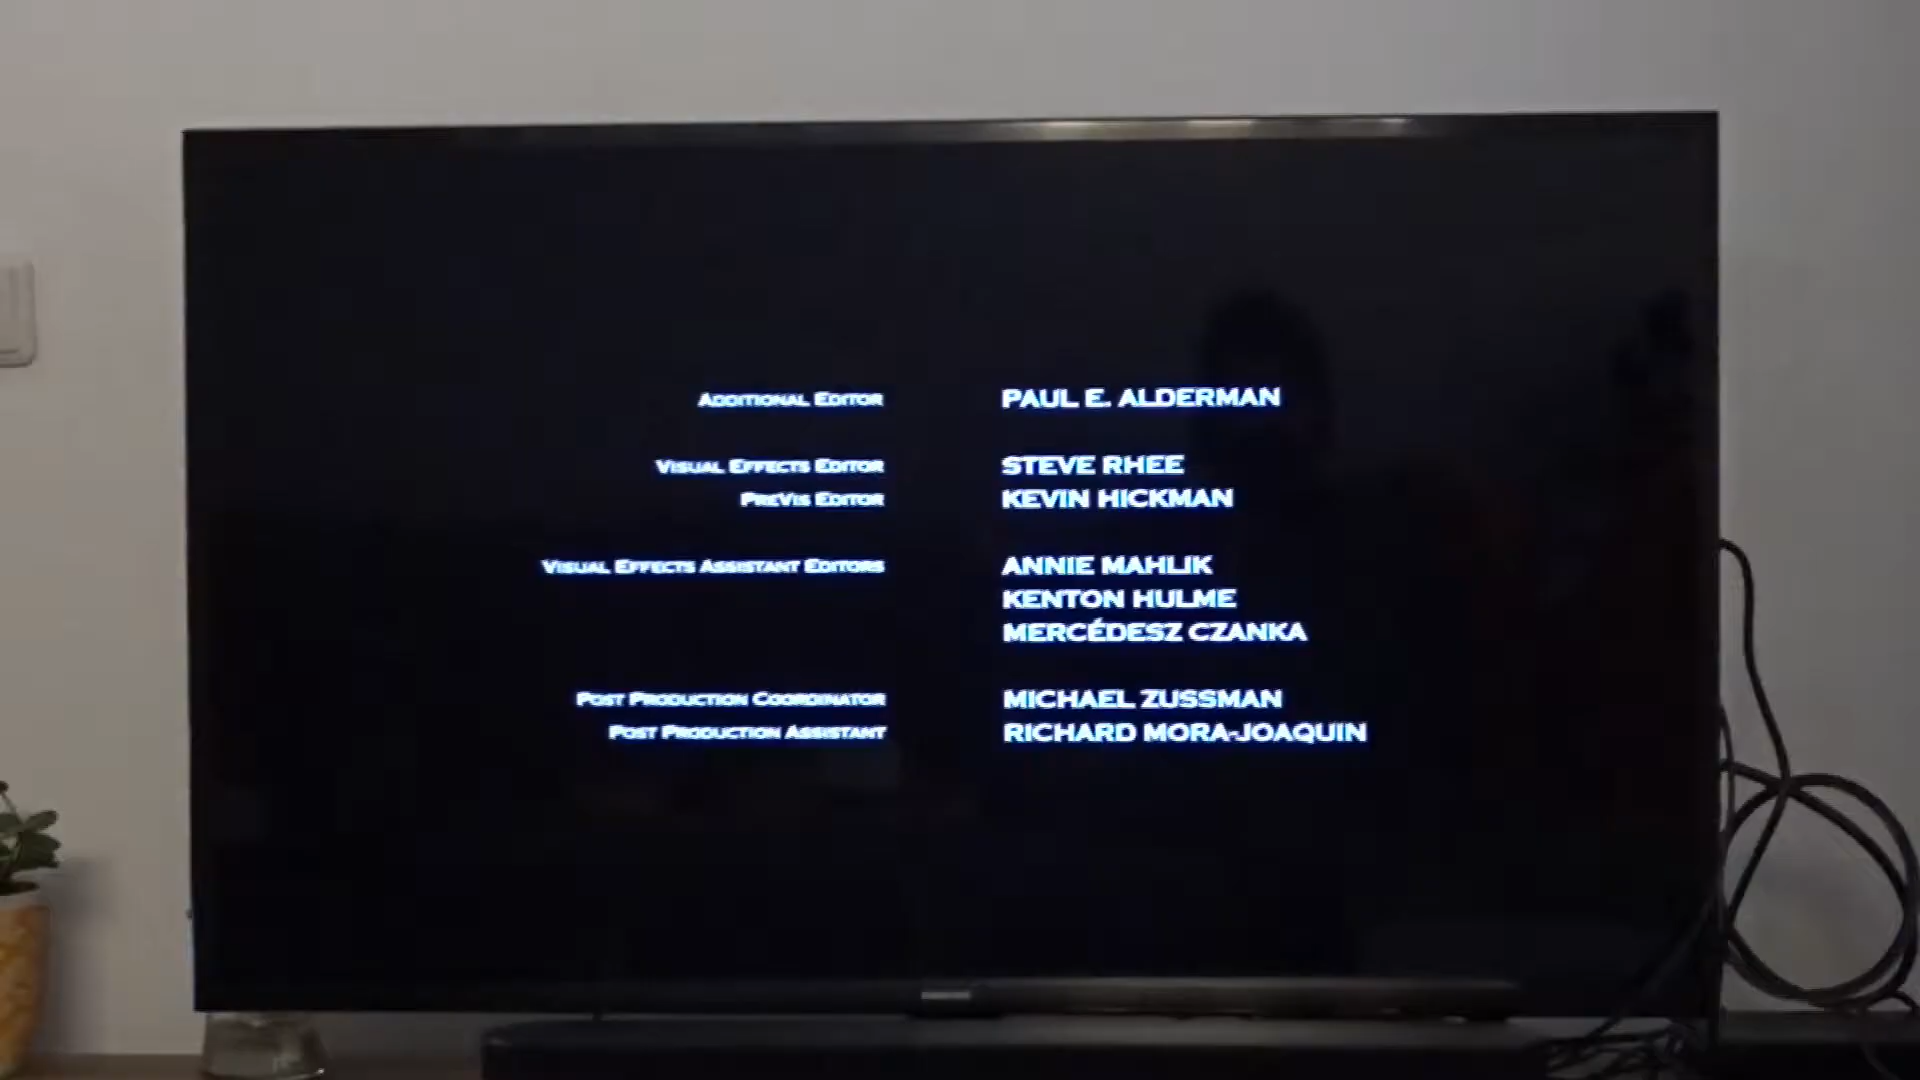 Additional Editor PAUL E. ALDERMAN
Visual Effects Editor STEVE RHEE
PreVis Editor KEVIN HICKMAN
Visual Effects Assistant Editors ANNIE MAHLIK
KENTON HULME
MERCÉDESZ CZANKA
Post Production Coordinator MICHAEL ZUSSMAN
Post Production Assistant RICHARD MORA-JOAQUIN